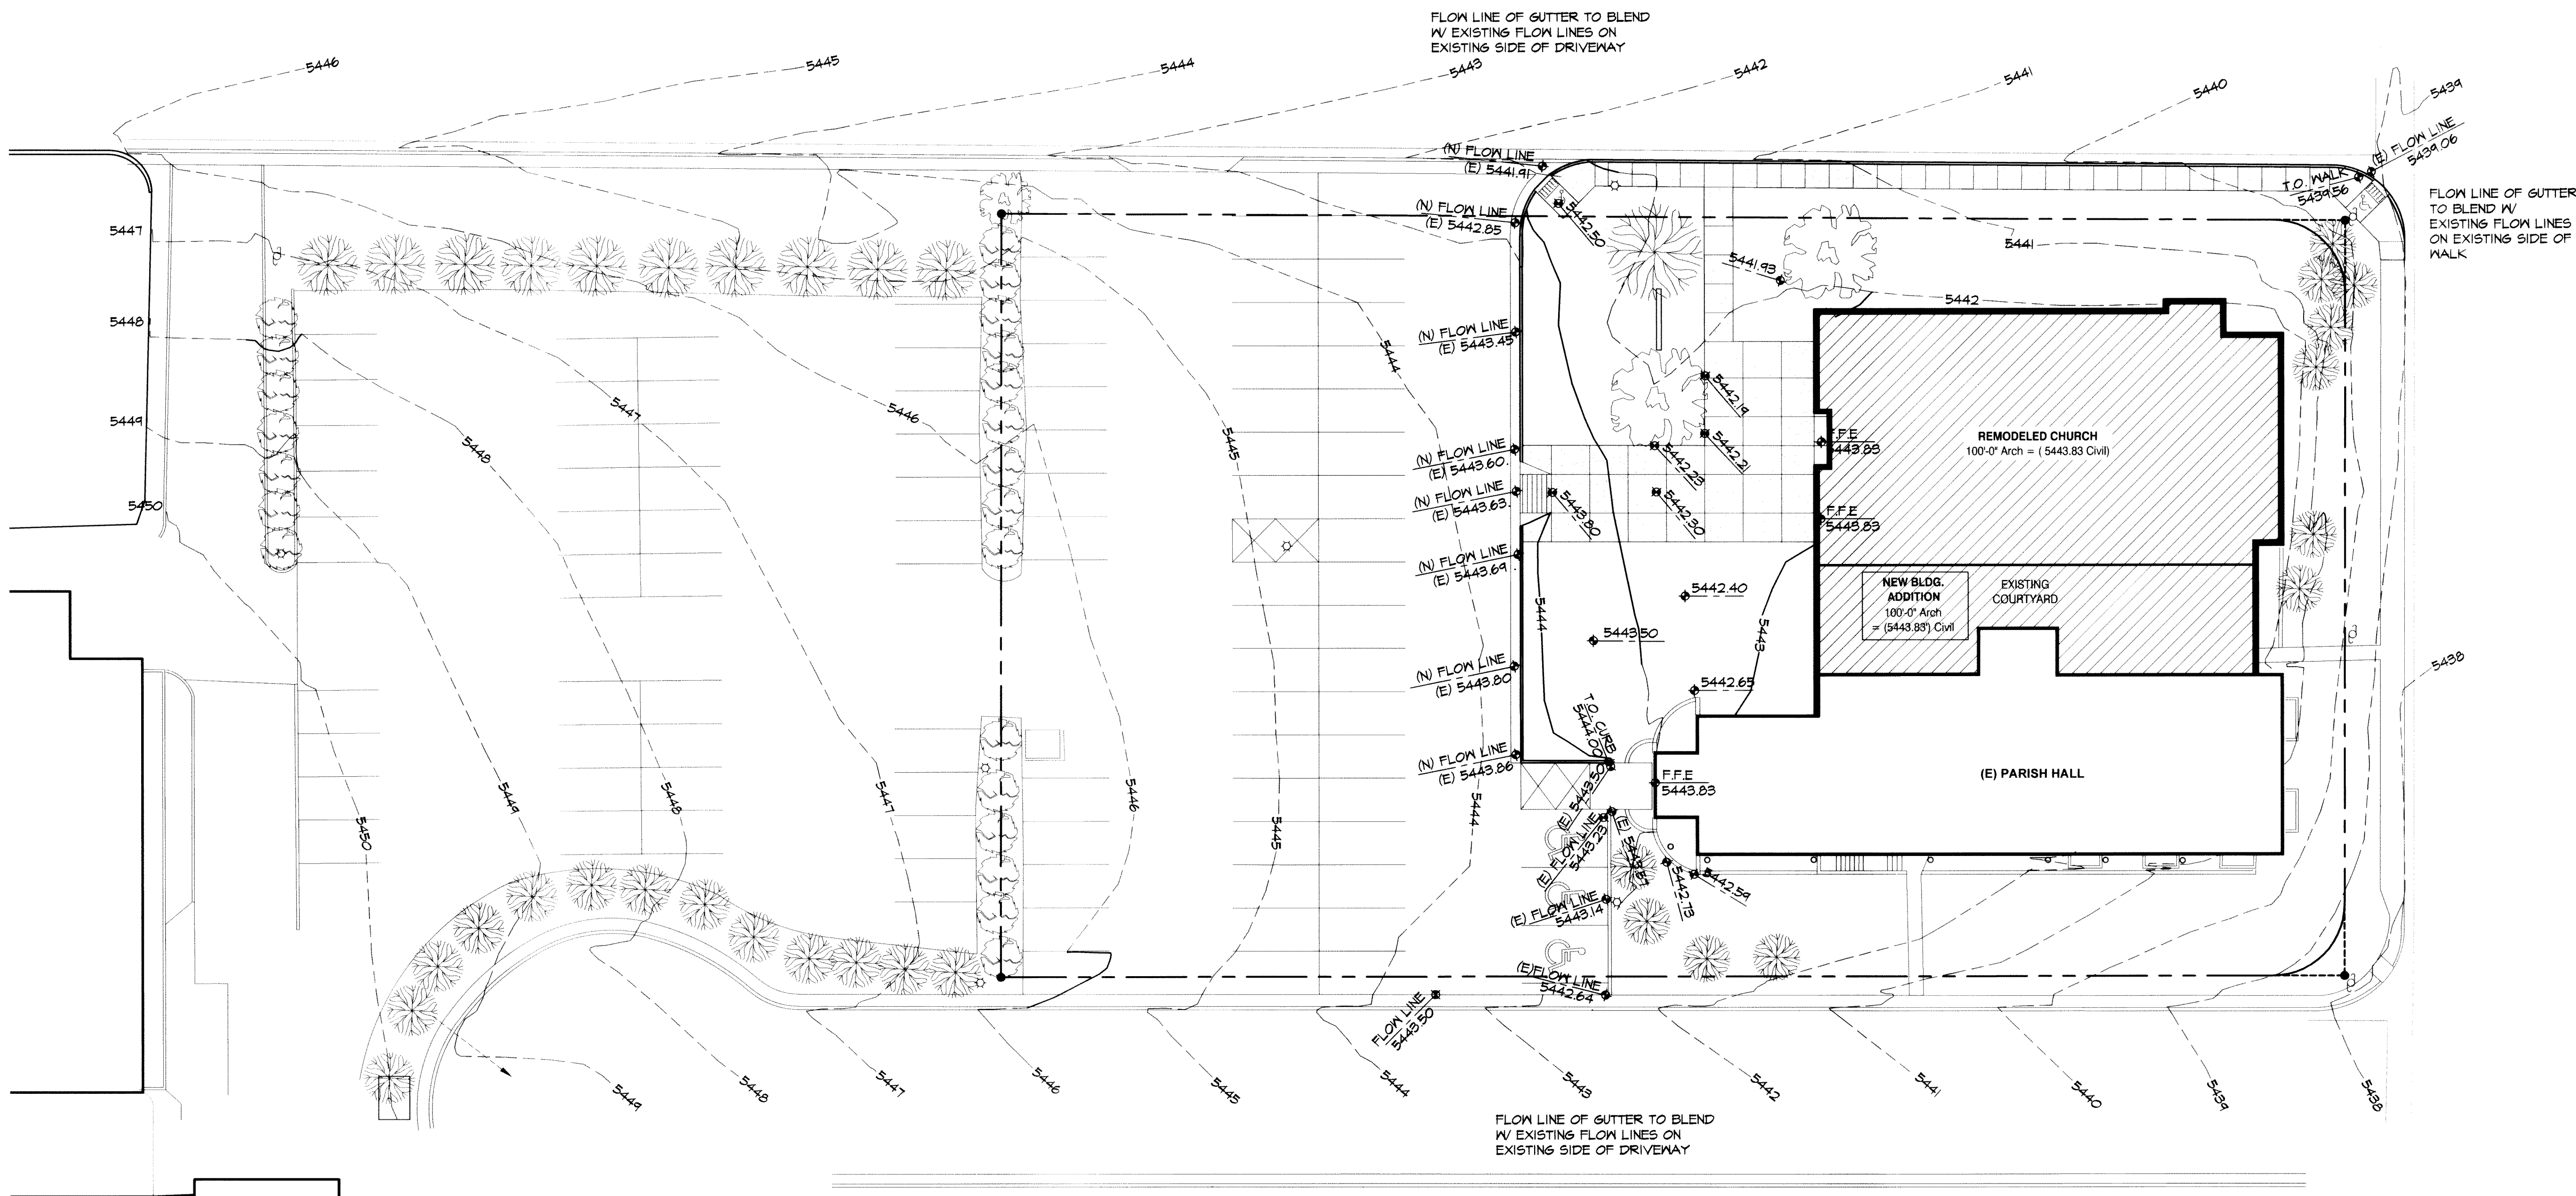 FLOW LINE OF GUTTER TO BLEND
W/ EXISTING FLOW LINES ON
EXISTING SIDE OF DRIVEWAY
5446
5445
5444
5443
5442
5441
5440
5439
(E) FLOW LINE
5439.06
T.O. WALK
5439.56
FLOW LINE OF GUTTER
TO BLEND W/
EXISTING FLOW LINES
ON EXISTING SIDE OF
WALK
(N) FLOW LINE
(E) 5441.91
(N) FLOW LINE
(E) 5442.85
5442.50
5441.93
5441
5442
5447
5448
5449
5450
(N) FLOW LINE
(E) 5443.45
5444
5446
5447
5448
5445
5442.19
5442.21
5442.23
5442.30
(N) FLOW LINE
(E) 5443.60
(N) FLOW LINE
(E) 5443.63
5443.80
F.F.E
5443.83
F.F.E
5443.83
REMODELED CHURCH
100'-0" Arch = ( 5443.83 Civil)
(N) FLOW LINE
(E) 5443.69
5444
5442.40
5443.50
5443
NEW BLDG.
ADDITION
100'-0" Arch
= (5443.83') Civil
EXISTING
COURTYARD
5438
(N) FLOW LINE
(E) 5443.80
5442.65
T.O. CURB
5444.00
(N) FLOW LINE
(E) 5443.86
F.F.E
5443.83
(E) PARISH HALL
5450
5449
5448
5447
5446
5445
5444
(E) 5443.50
(E) FLOW LINE
5443.23
5442.73
5442.59
(E) FLOW LINE
5443.14
(E)FLOW LINE
5442.64
FLOW LINE
5443.50
5449
5448
5447
5446
5445
5444
5443
5442
5441
5440
5439
5438
FLOW LINE OF GUTTER TO BLEND
W/ EXISTING FLOW LINES ON
EXISTING SIDE OF DRIVEWAY